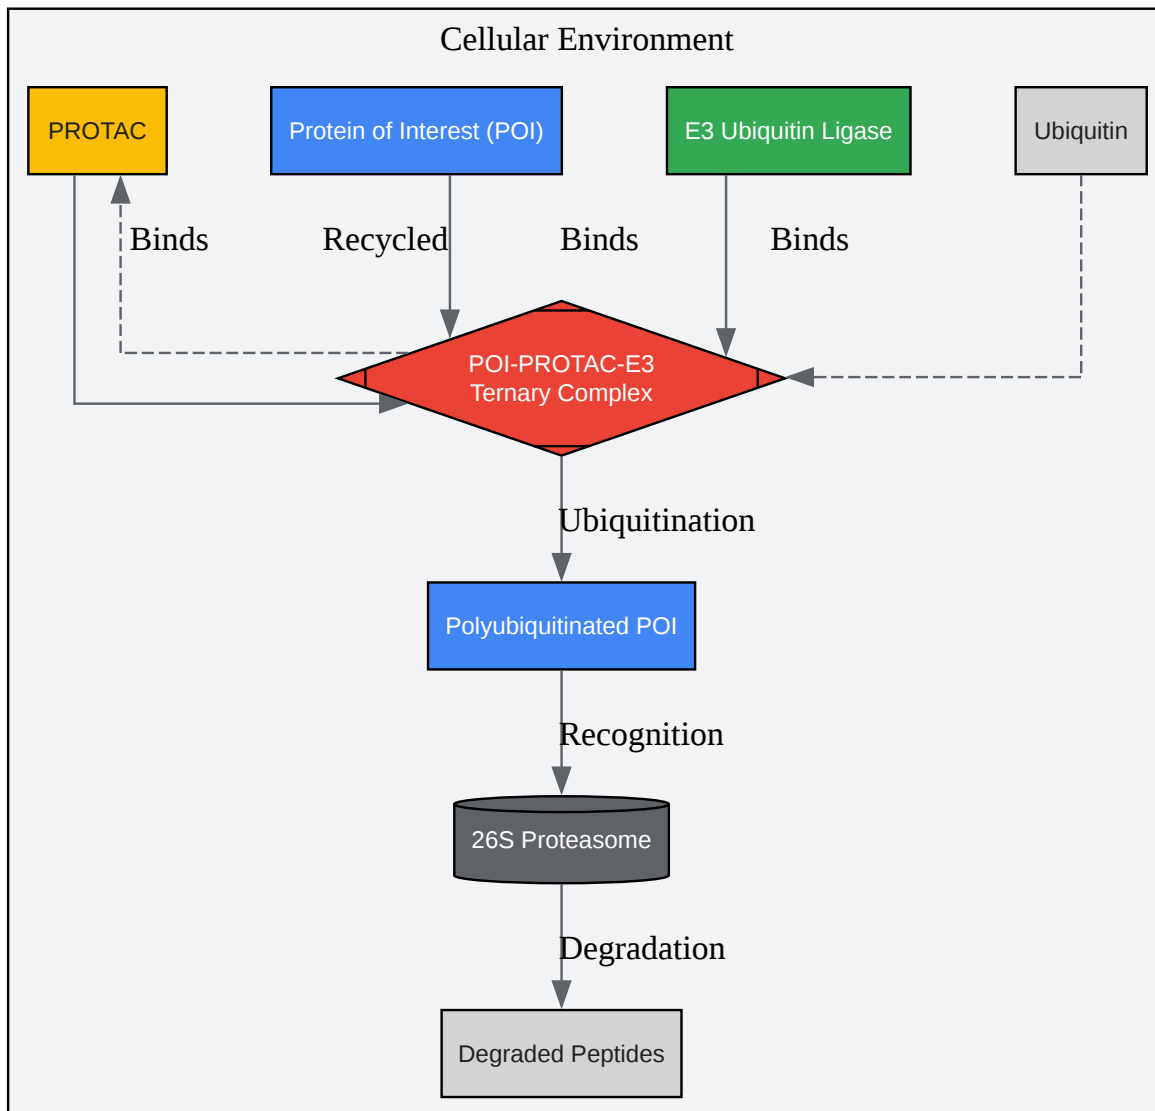 Cellular Environment
PROTAC
Protein of Interest (POI)
E3 Ubiquitin Ligase
Ubiquitin
Binds
Recycled
Binds
Binds
POI-PROTAC-E3
Ternary Complex
Ubiquitination
Polyubiquitinated POI
Recognition
26S Proteasome
Degradation
Degraded Peptides